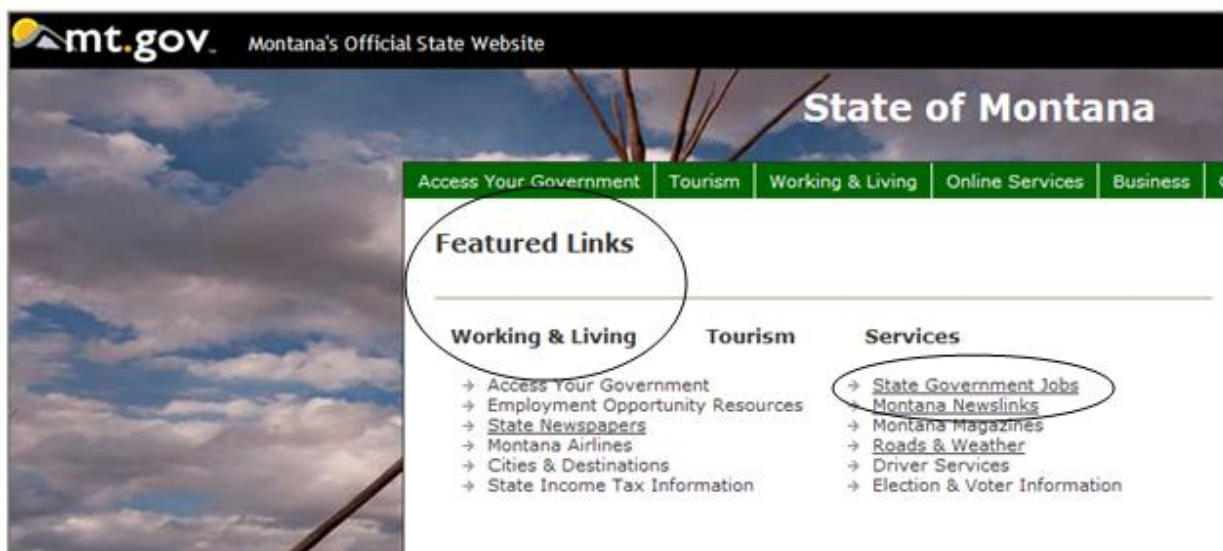 mt.gov™ Montana's Official State Website
State of Montana
Access Your Government Tourism Working & Living Online Services Business
Featured Links
Working & Living Tourism Services
→ Access Your Government
→ Employment Opportunity Resources
→ State Newspapers
→ Montana Airlines
→ Cities & Destinations
→ State Income Tax Information
→ State Government Jobs
→ Montana Newslinks
→ Montana Magazines
→ Roads & Weather
→ Driver Services
→ Election & Voter Information